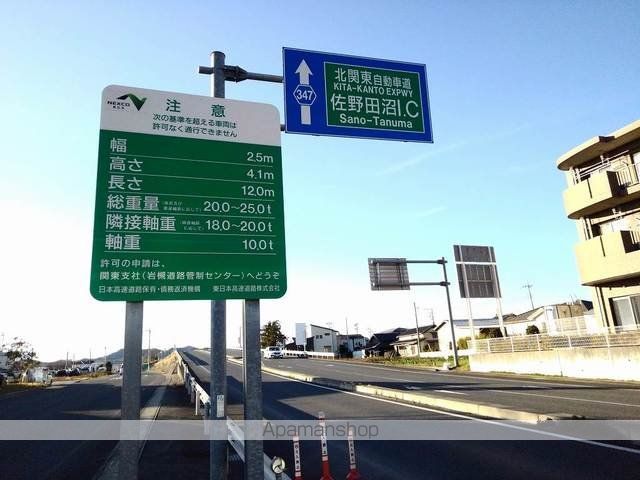 北関東自動車道
KITA-KANTO EXPWY
347
佐野田沼I.C
Sano-Tanuma
NEXCO
注意
次の基準を超える車両は
許可なく通行できません
幅 2.5m
高さ 4.1m
長さ 12.0m
総重量 20.0~25.0t
隣接軸重 18.0~20.0t
軸重 10.0t
許可の申請は、
関東支社(岩槻道路管制センター)へどうぞ
日本高速道路保有・債務返済機構 東日本高速道路株式会社
Apamanshop